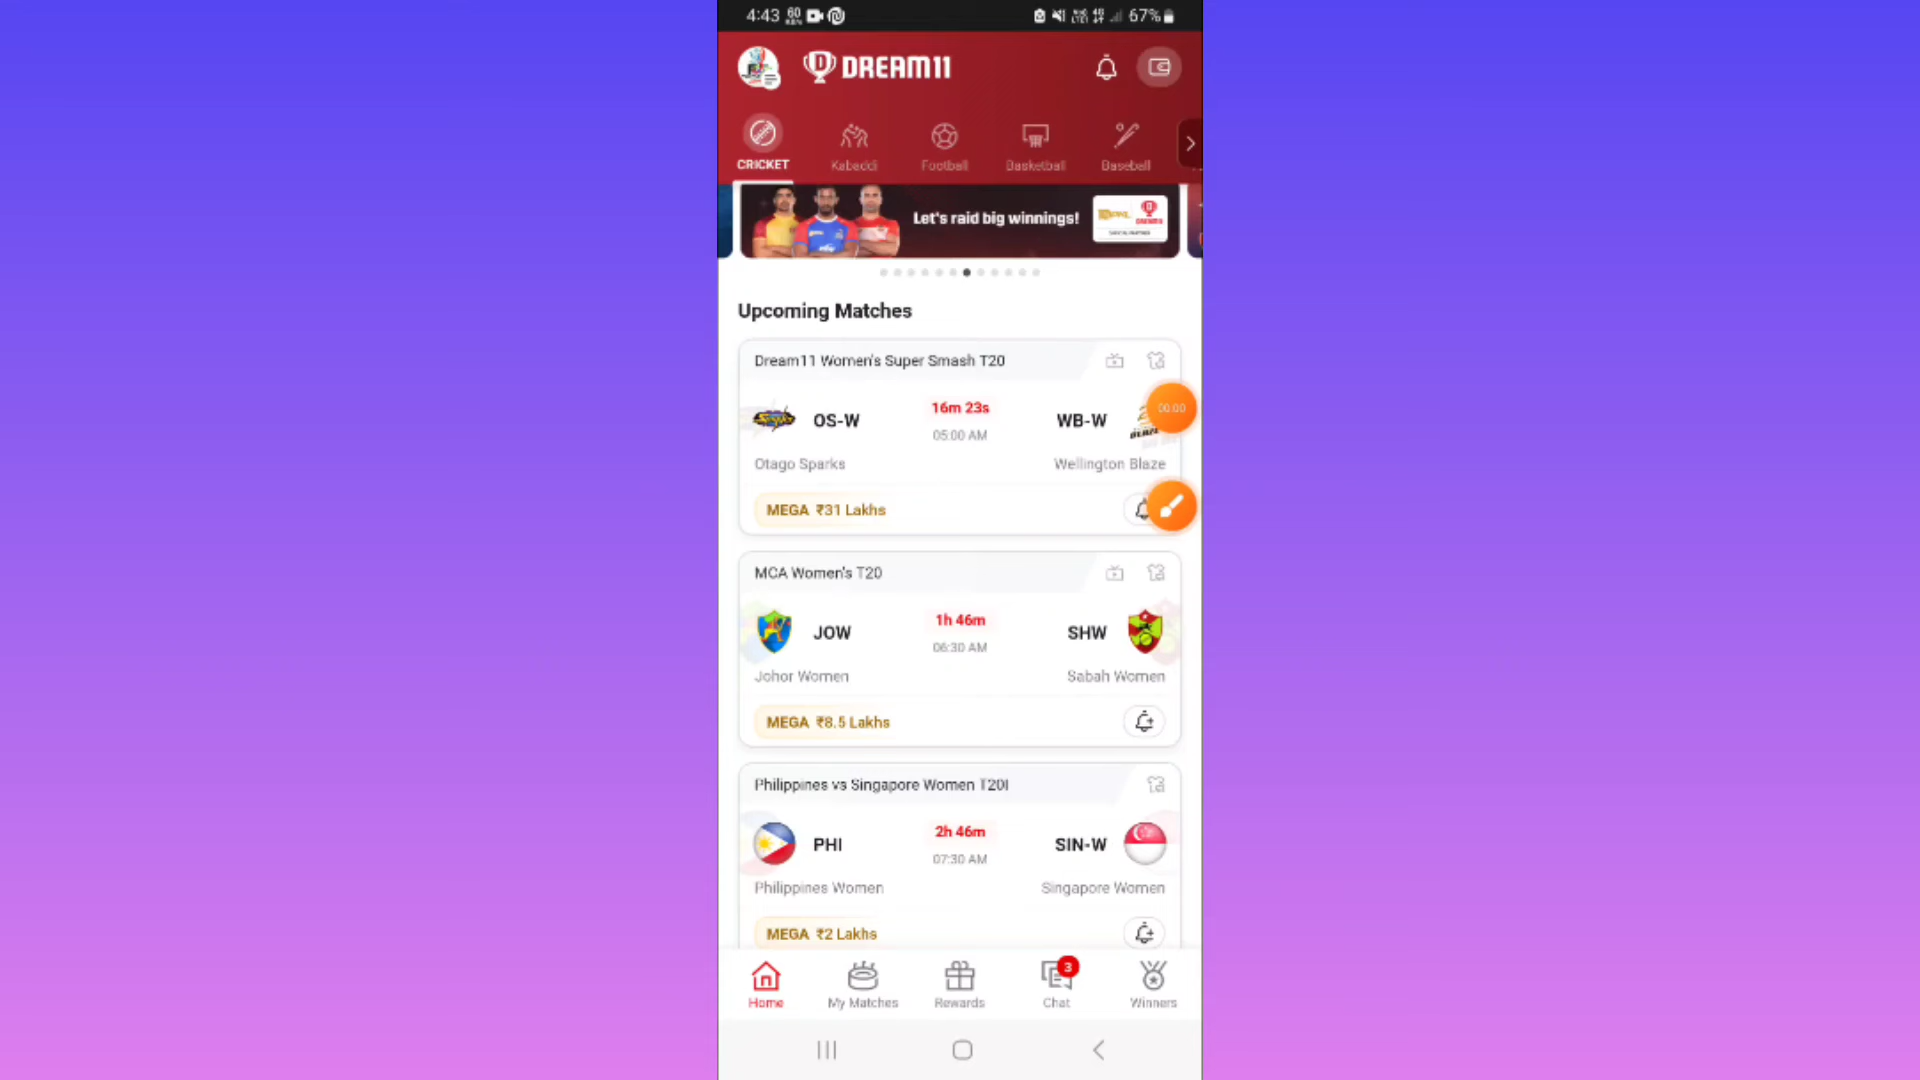 4:43 60 KB/s 67%
DREAM11
CRICKET Kabaddi Football Basketball Baseball
Let's raid big winnings! DREAM11
Upcoming Matches
Dream11 Women's Super Smash T20
OS-W 16m 23s WB-W 00:00
05:00 AM
Otago Sparks Wellington Blaze
MEGA ₹31 Lakhs
MCA Women's T20
JOW 1h 46m SHW
06:30 AM
Johor Women Sabah Women
MEGA ₹8.5 Lakhs
Philippines vs Singapore Women T20I
PHI 2h 46m SIN-W
07:30 AM
Philippines Women Singapore Women
MEGA ₹2 Lakhs
3
Home My Matches Rewards Chat Winners